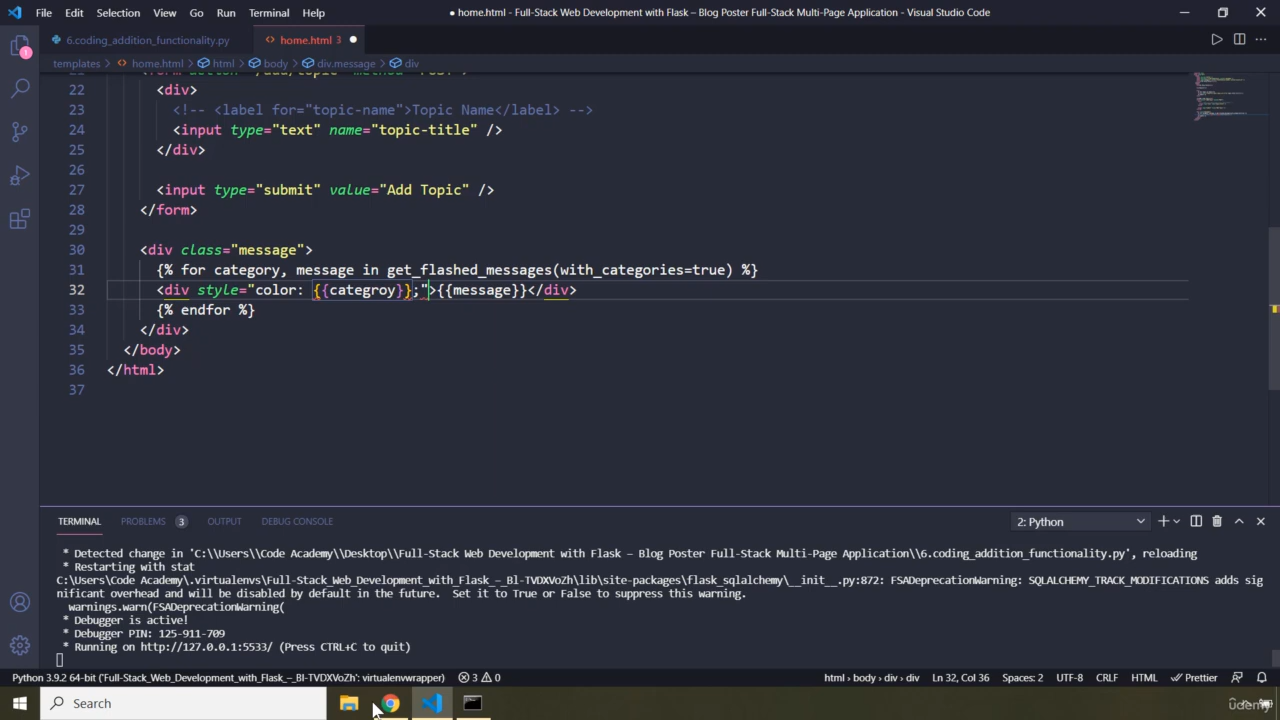 File Edit Selection View Go Run Terminal Help
● home.html - Full-Stack Web Development with Flask – Blog Poster Full-Stack Multi-Page Application - Visual Studio Code
6.coding_addition_functionality.py
home.html 3
templates > home.html > html > body > div.message > div
22 <div>
23 <!-- <label for="topic-name">Topic Name</label> -->
24 <input type="text" name="topic-title" />
25 </div>
26
27 <input type="submit" value="Add Topic" />
28 </form>
29
30 <div class="message">
31 {% for category, message in get_flashed_messages(with_categories=true) %}
32 <div style="color: {{categroy}};">{{message}}</div>
33 {% endfor %}
34 </div>
35 </body>
36 </html>
37
1
TERMINAL PROBLEMS 3 OUTPUT DEBUG CONSOLE 2: Python
* Detected change in 'C:\\Users\\Code Academy\\Desktop\\Full-Stack Web Development with Flask – Blog Poster Full-Stack Multi-Page Application\\6.coding_addition_functionality.py', reloading
* Restarting with stat
C:\Users\Code Academy\.virtualenvs\Full-Stack_Web_Development_with_Flask_–_Bl-TVDXVoZh\lib\site-packages\flask_sqlalchemy\__init__.py:872: FSADeprecationWarning: SQLALCHEMY_TRACK_MODIFICATIONS adds sig
nificant overhead and will be disabled by default in the future. Set it to True or False to suppress this warning.
warnings.warn(FSADeprecationWarning(
* Debugger is active!
* Debugger PIN: 125-911-709
* Running on http://127.0.0.1:5533/ (Press CTRL+C to quit)
Python 3.9.2 64-bit ('Full-Stack_Web_Development_with_Flask_–_Bl-TVDXVoZh': virtualenvwrapper) 3 0
Ln 32, Col 36 Spaces: 2 UTF-8 CRLF HTML Prettier
Search
udemy